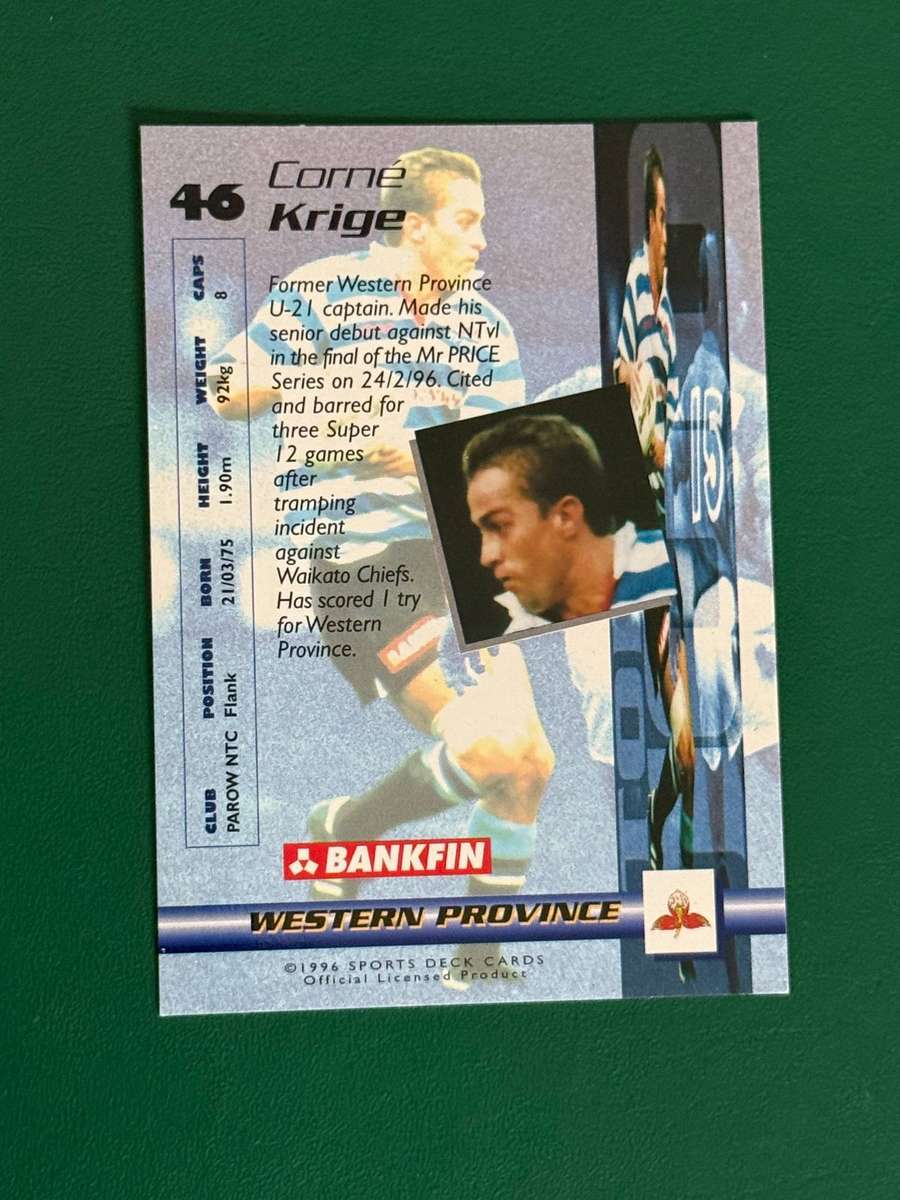 46
Corné
Krige
Former Western Province
U-21 captain. Made his
senior debut against NTvl
in the final of the Mr PRICE
Series on 24/2/96. Cited
and barred for
three Super
12 games
after
tramping
incident
against
Waikato Chiefs.
Has scored 1 try
for Western
Province.
CLUB POSITION BORN HEIGHT WEIGHT CAPS
PAROW NTC Flank 21/03/75 1.90m 92kg 8
15
BANKFIN
WESTERN PROVINCE
©1996 SPORTS DECK CARDS
Official Licensed Product